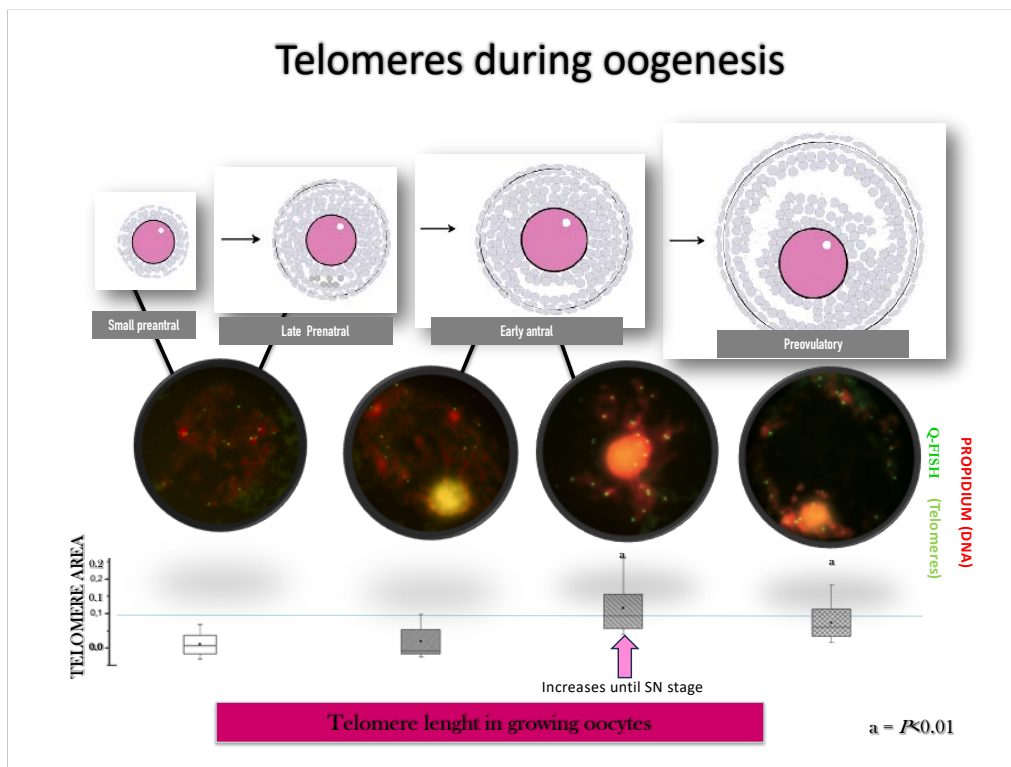 Telomeres during oogenesis
Small preantral
Late Prenatral
Early antral
Preovulatory
Q-FISH (Telomeres)
PROPIDIUM (DNA)
TELOMERE AREA
0.2
0.2
0.1
0.1
0.0
a
a
Increases until SN stage
Telomere lenght in growing oocytes
a = P<0.01